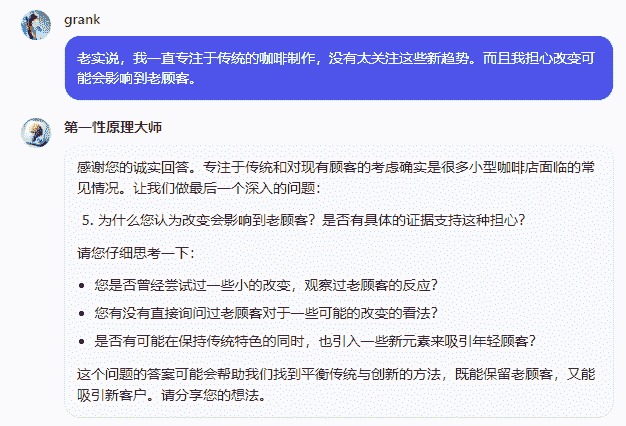 grank
老实说，我一直专注于传统的咖啡制作，没有太关注这些新趋势。而且我担心改变可
能会影响到老顾客。
第一性原理大师
感谢您的诚实回答。专注于传统和对现有顾客的考虑确实是很多小型咖啡店面临的常
见情况。让我们做最后一个深入的问题：
5. 为什么您认为改变会影响到老顾客？是否有具体的证据支持这种担心？
请您仔细思考一下：
• 您是否曾经尝试过一些小的改变，观察过老顾客的反应？
• 您有没有直接询问过老顾客对于一些可能的改变的看法？
• 是否有可能在保持传统特色的同时，也引入一些新元素来吸引年轻顾客？
这个问题的答案可能会帮助我们找到平衡传统与创新的方法，既能保留老顾客，又能
吸引新客户。请分享您的想法。